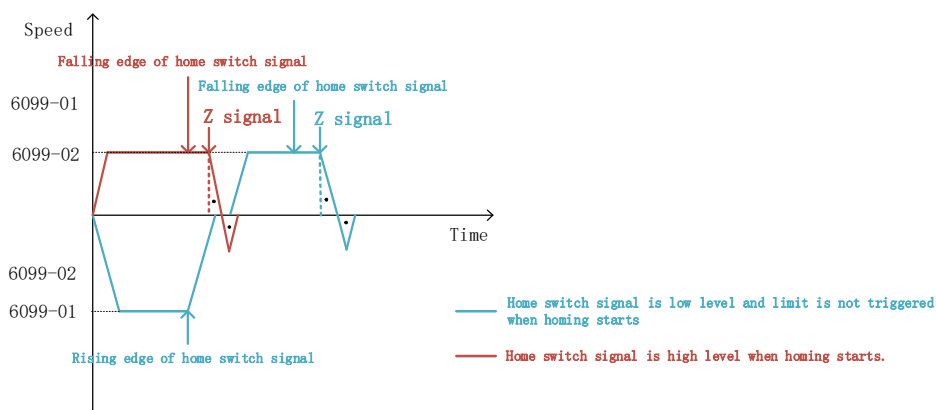 Speed
Falling edge of home switch signal
Falling edge of home switch signal
6099-01
Z signal
Z signal
6099-02
Time
6099-02
6099-01
Home switch signal is low level and limit is not triggered
when homing starts
Rising edge of home switch signal
Home switch signal is high level when homing starts.